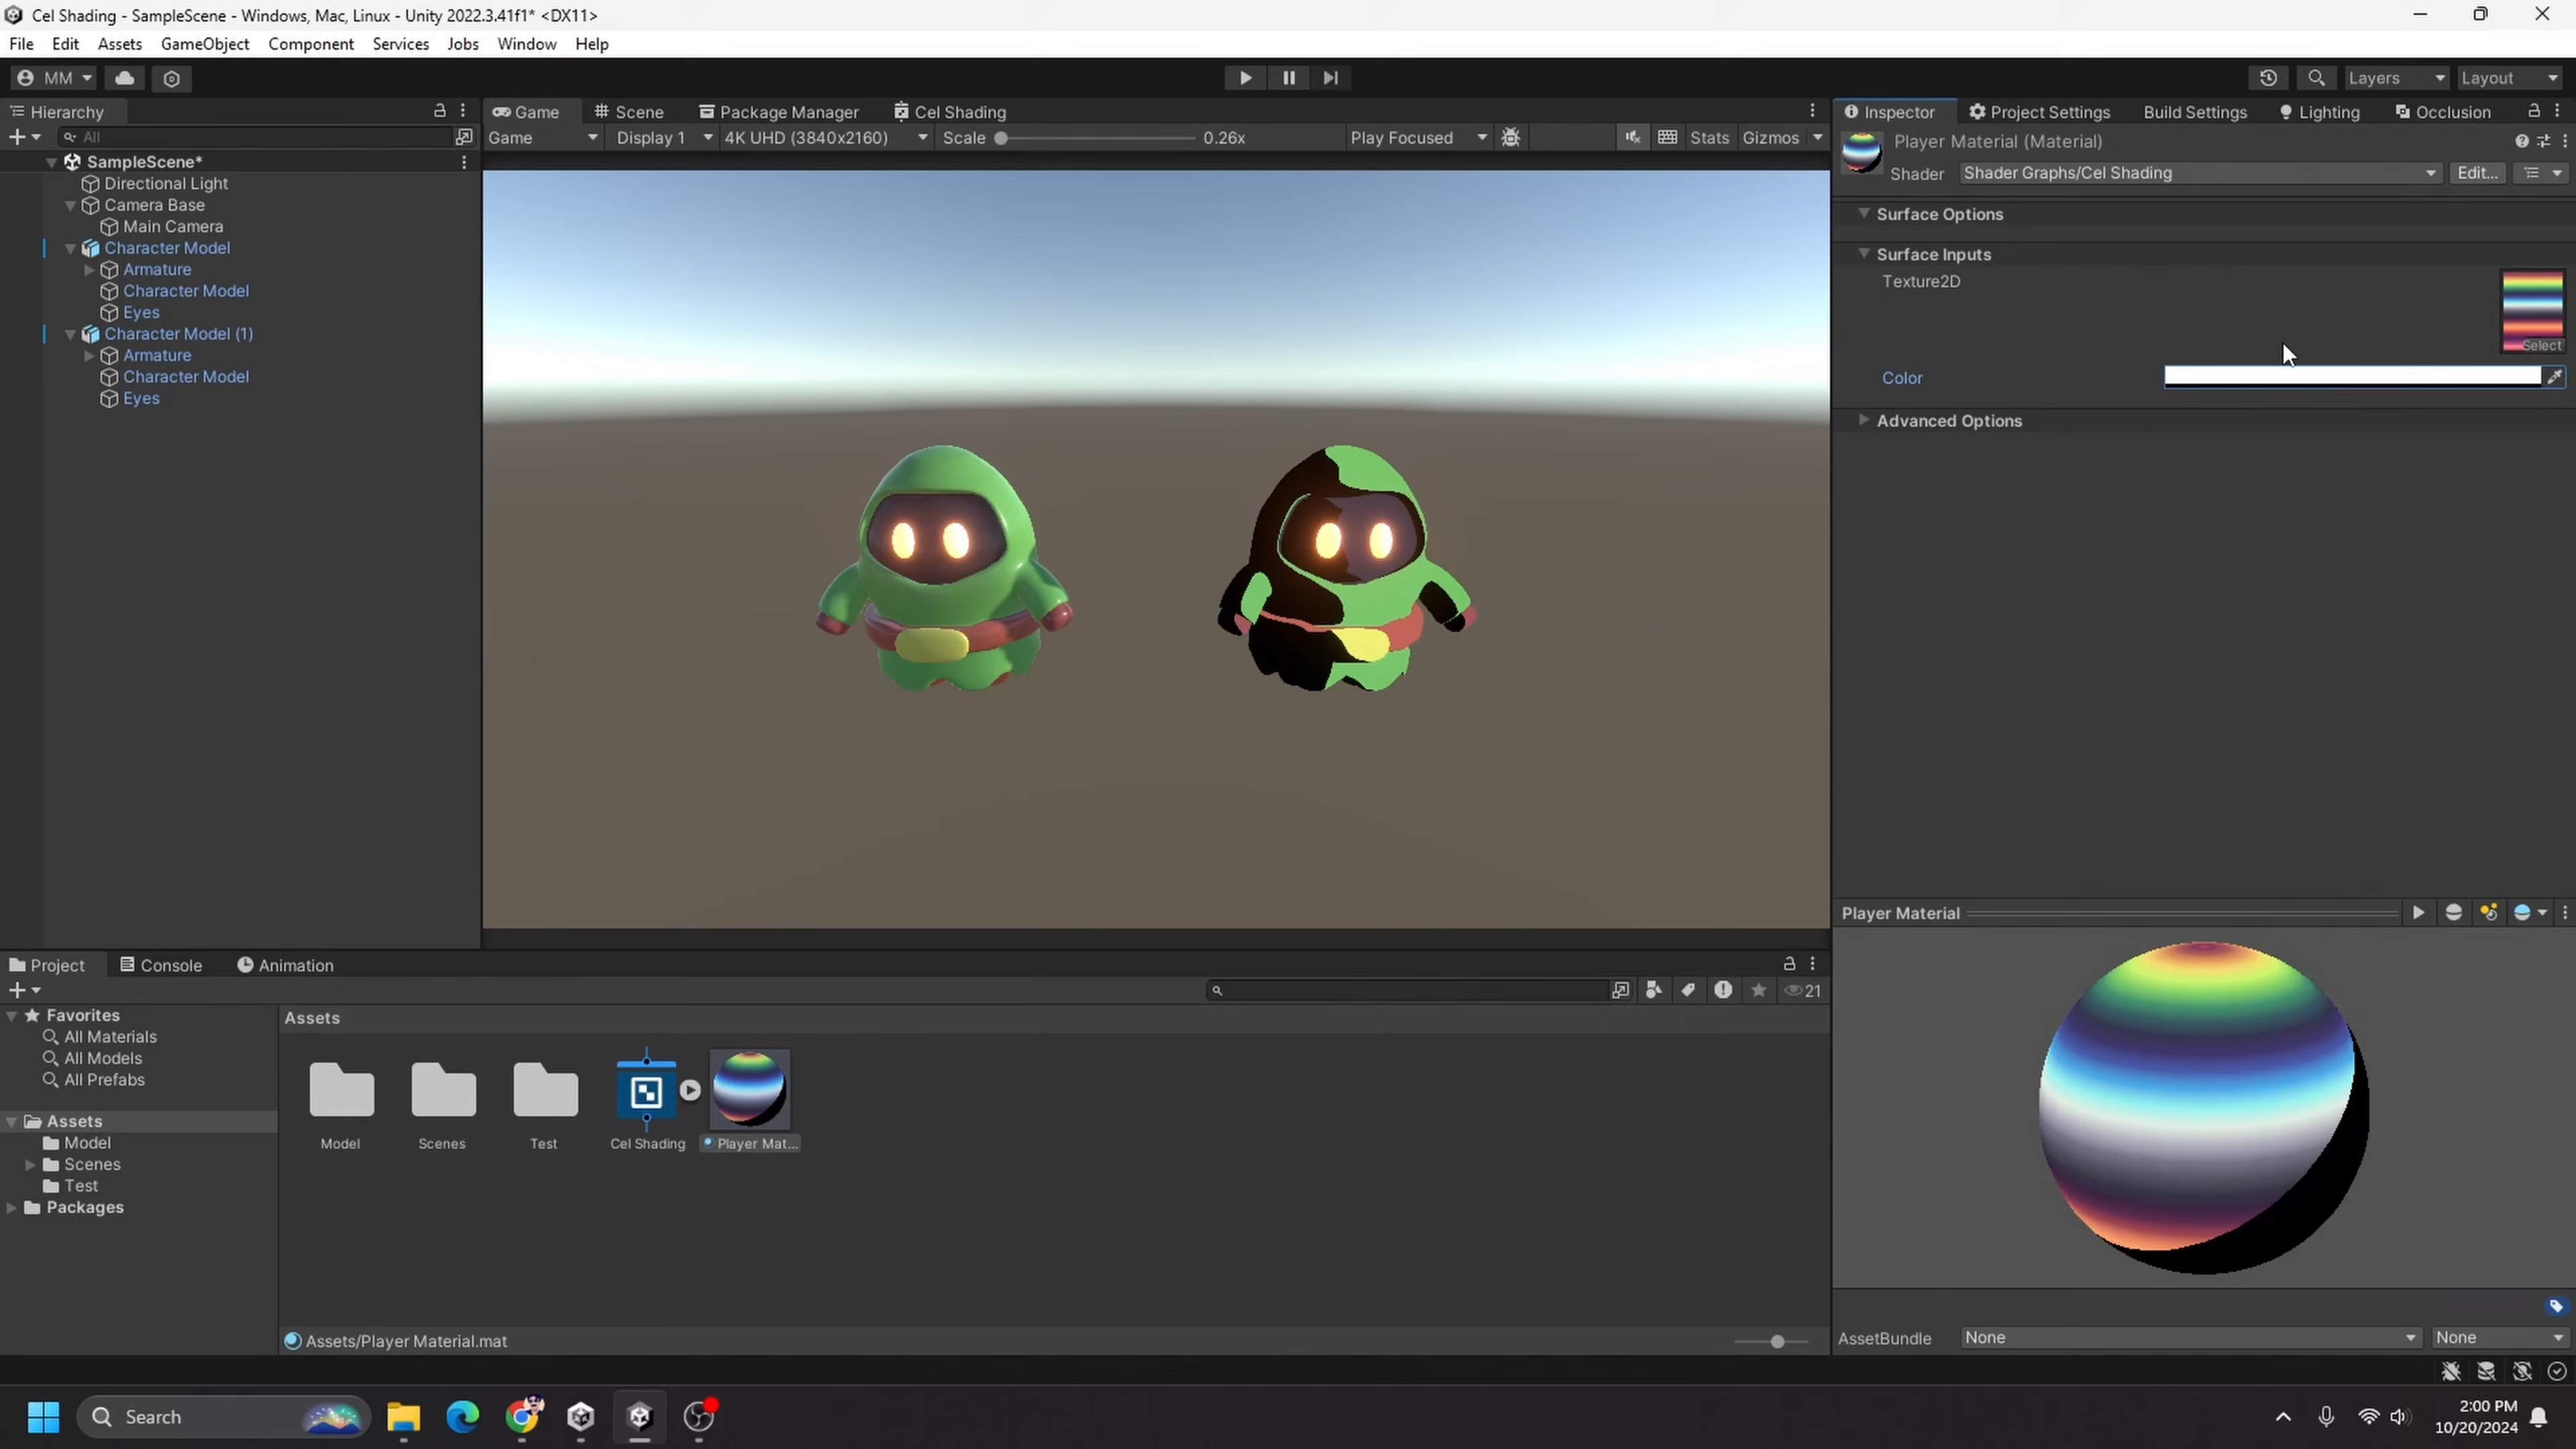 Cel Shading - SampleScene - Windows, Mac, Linux - Unity 2022.3.41f1* <DX11>
File Edit Assets GameObject Component Services Jobs Window Help
MM Layers Layout
Hierarchy
All
SampleScene*
Directional Light
Camera Base
Main Camera
Character Model
Armature
Character Model
Eyes
Character Model (1)
Armature
Character Model
Eyes
Game Scene Package Manager Cel Shading
Game Display 1 4K UHD (3840x2160) Scale 0.26x Play Focused Stats Gizmos
Inspector Project Settings Build Settings Lighting Occlusion
Player Material (Material)
Shader Shader Graphs/Cel Shading Edit...
Surface Options
Surface Inputs
Texture2D
Select
Color
Advanced Options
Player Material
AssetBundle None None
Project Console Animation
21
Favorites
All Materials
All Models
All Prefabs
Assets
Model
Scenes
Test
Packages
Assets
Model Scenes Test Cel Shading Player Mat...
Assets/Player Material.mat
Search
2:00 PM
10/20/2024